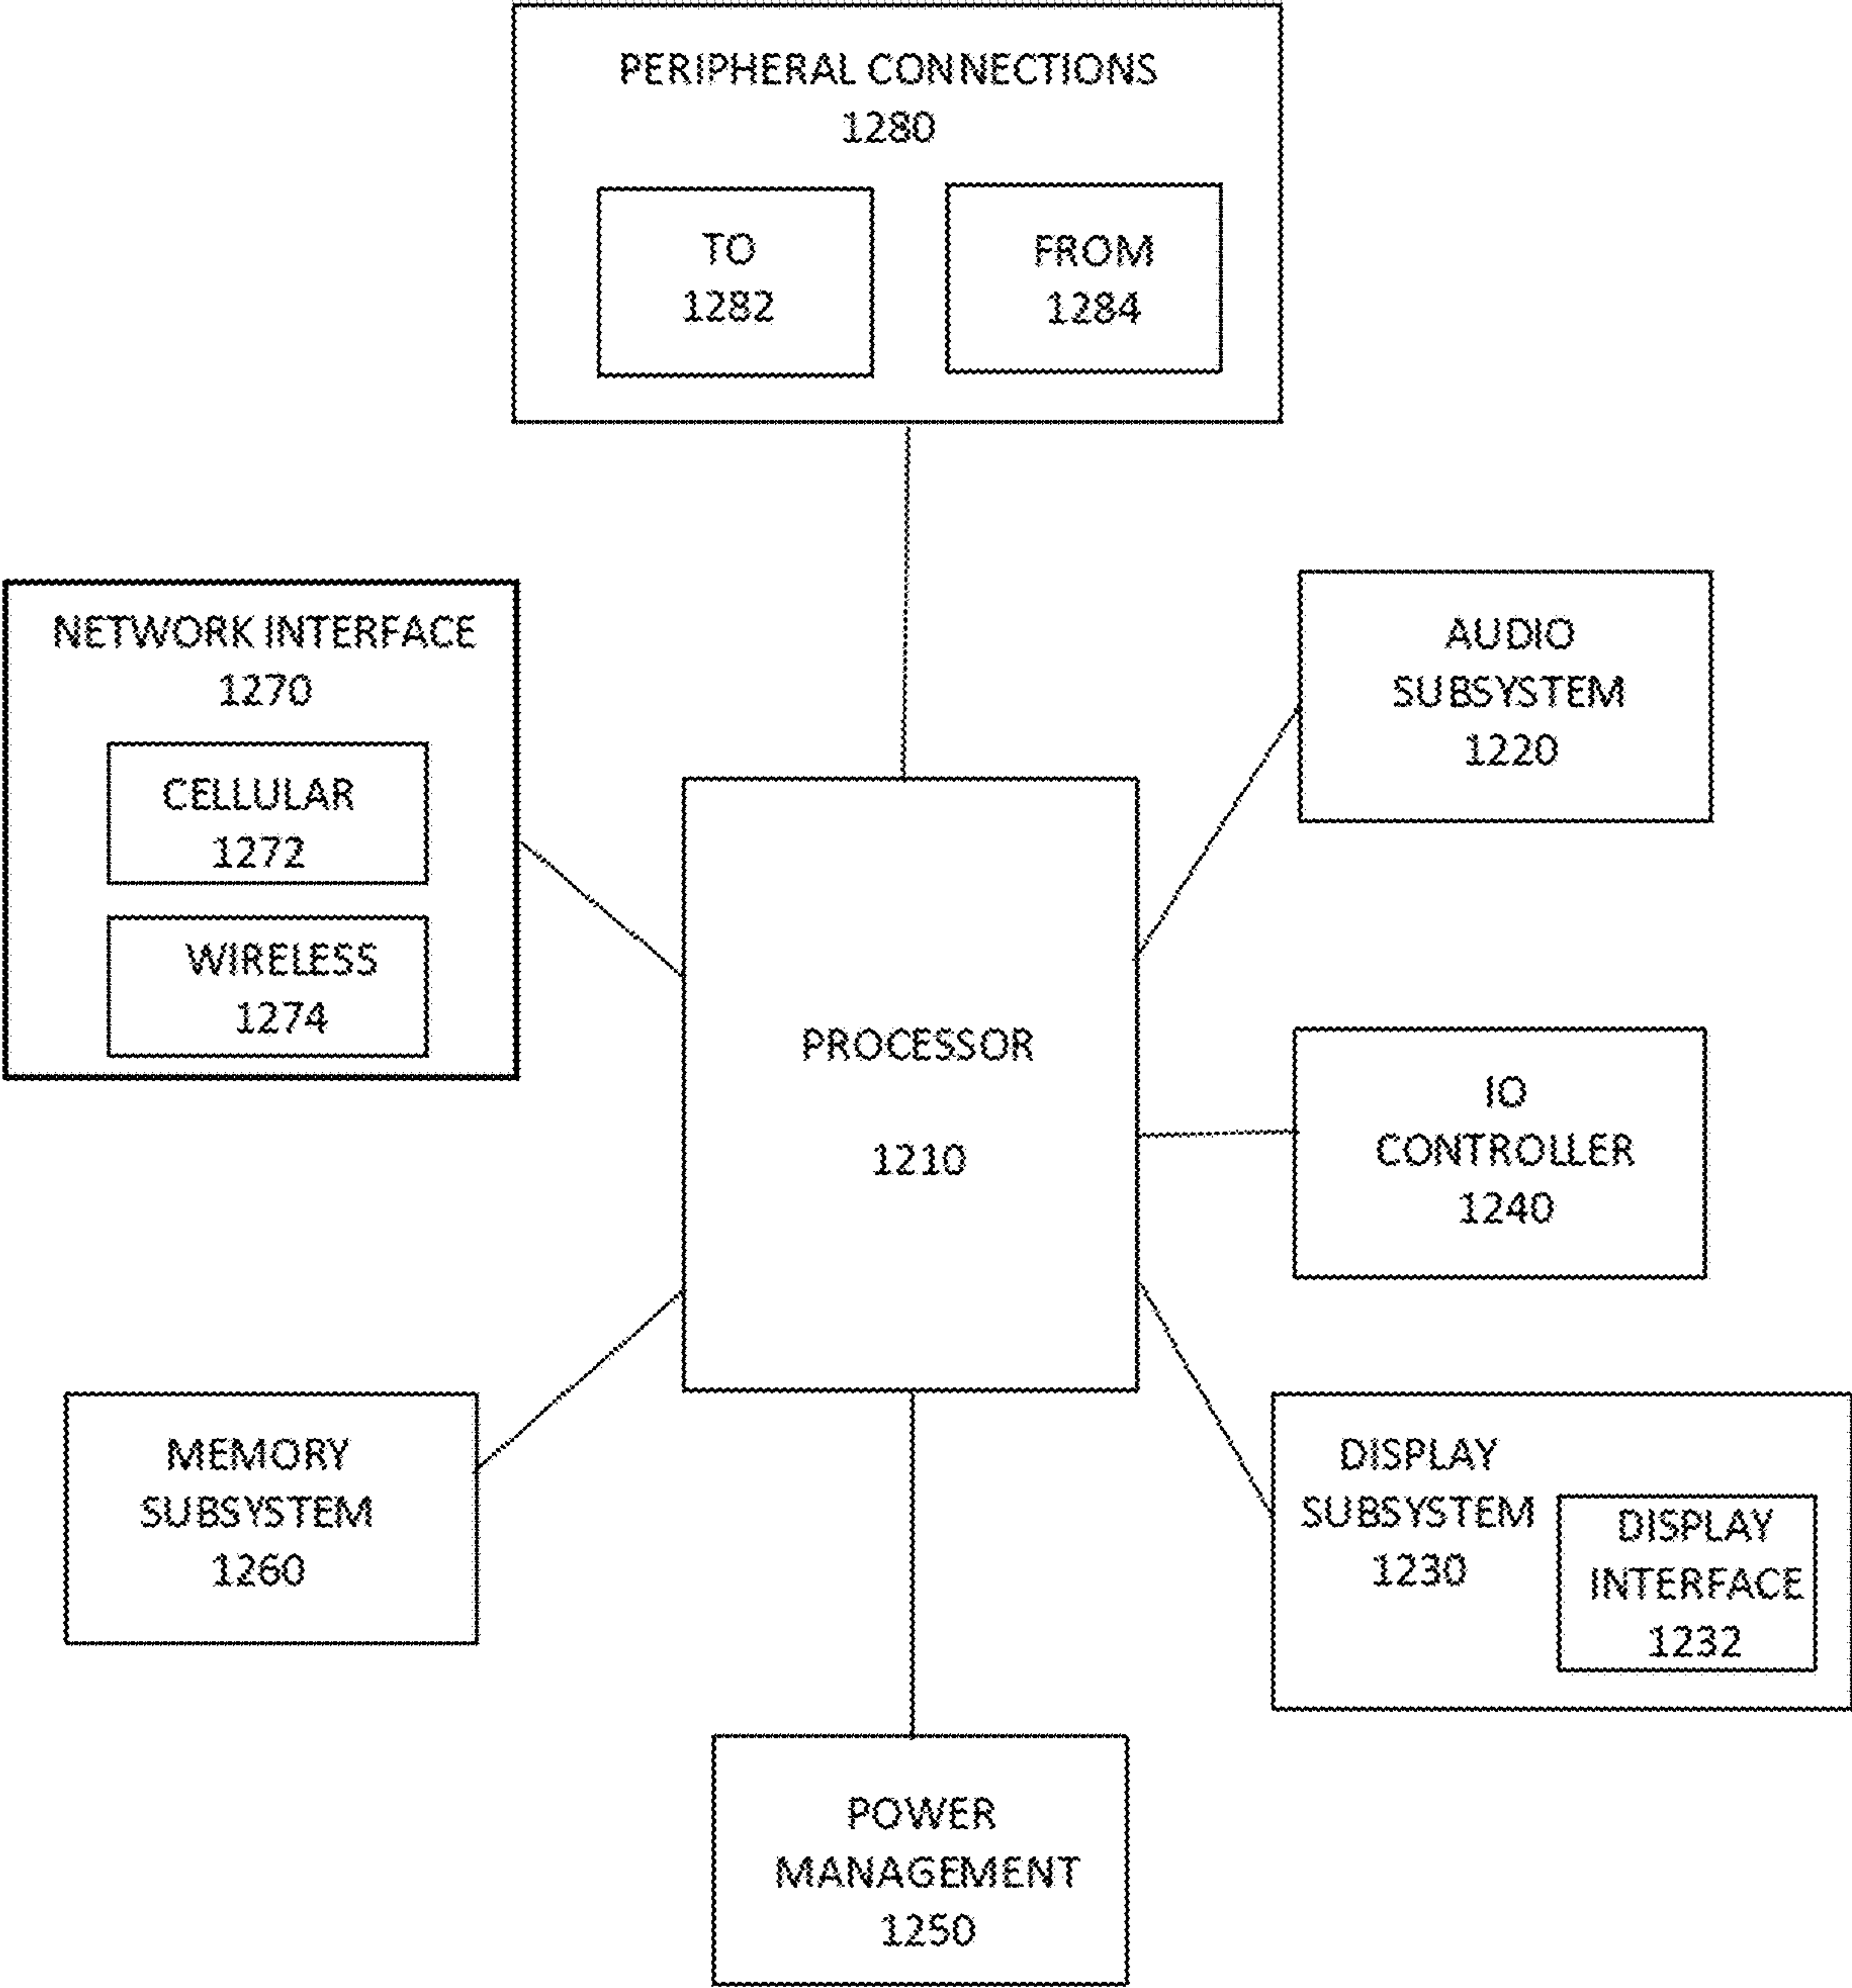 PERIPHERAL CONNECTIONS
1280
TO
1282
FROM
1284
NETWORK INTERFACE
1270
CELLULAR
1272
WIRELESS
1274
AUDIO
SUBSYSTEM
1220
PROCESSOR
1210
IO
CONTROLLER
1240
MEMORY
SUBSYSTEM
1260
DISPLAY
SUBSYSTEM
1230
DISPLAY
INTERFACE
1232
POWER
MANAGEMENT
1250